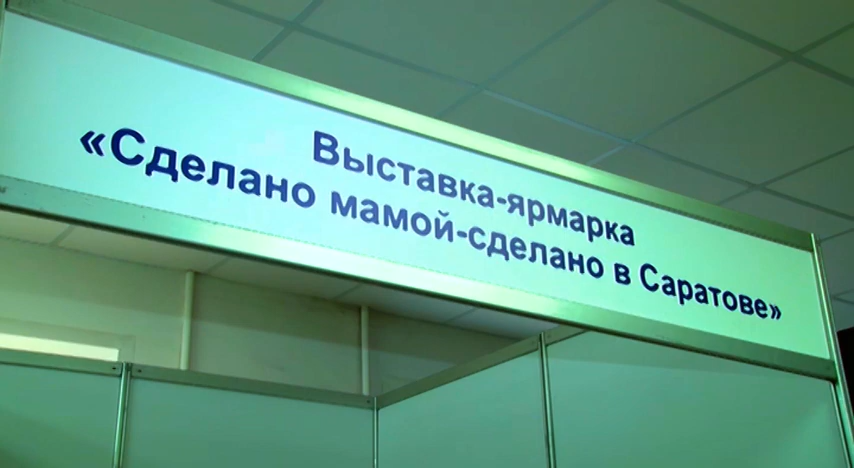 Выставка-ярмарка
«Сделано мамой-сделано в Саратове»